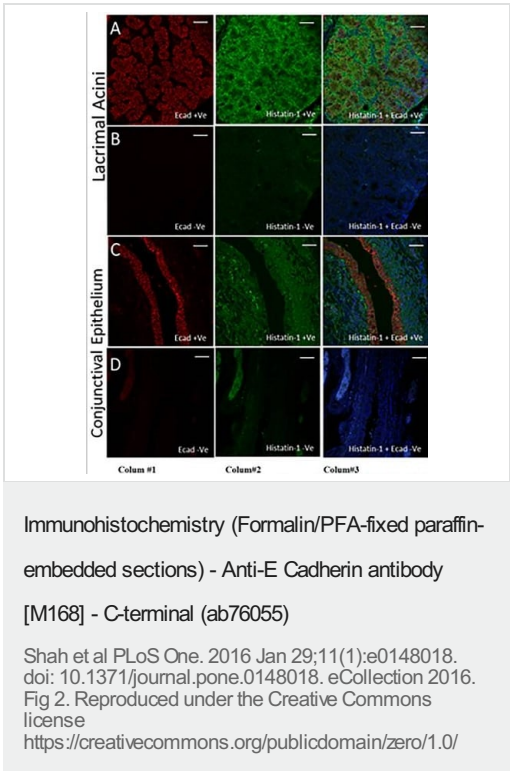 A
Lacrimal Acini
Ecad +Ve
Histatin-1 +Ve
Histatin-1 + Ecad +Ve
B
Ecad -Ve
Histatin-1 -Ve
Histatin-1 + Ecad -Ve
C
Conjunctival Epithelium
Ecad +Ve
Histatin-1 +Ve
Histatin-1 + Ecad +Ve
D
Ecad -Ve
Histatin-1 -Ve
Histatin-1 + Ecad -Ve
Colum #1
Colum#2
Colum#3
Immunohistochemistry (Formalin/PFA-fixed paraffin-
embedded sections) - Anti-E Cadherin antibody
[M168] - C-terminal (ab76055)
Shah et al PLoS One. 2016 Jan 29;11(1):e0148018.
doi: 10.1371/journal.pone.0148018. eCollection 2016.
Fig 2. Reproduced under the Creative Commons
license
https://creativecommons.org/publicdomain/zero/1.0/